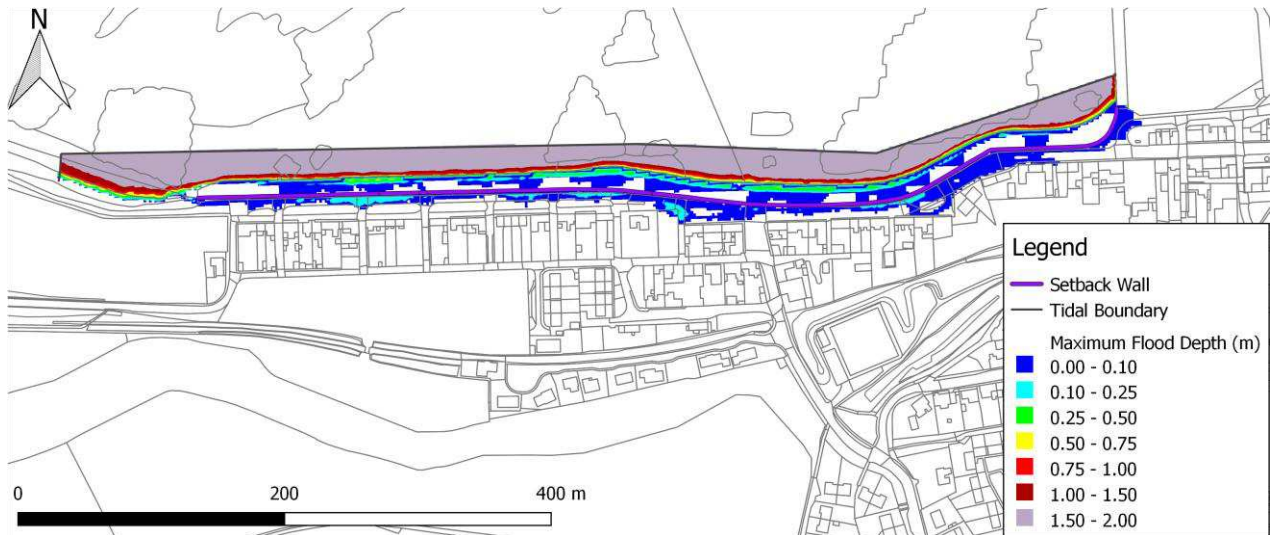 N
Legend
Setback Wall
Tidal Boundary
Maximum Flood Depth (m)
0.00 - 0.10
0.10 - 0.25
0.25 - 0.50
0.50 - 0.75
0.75 - 1.00
1.00 - 1.50
1.50 - 2.00
0 200 400 m